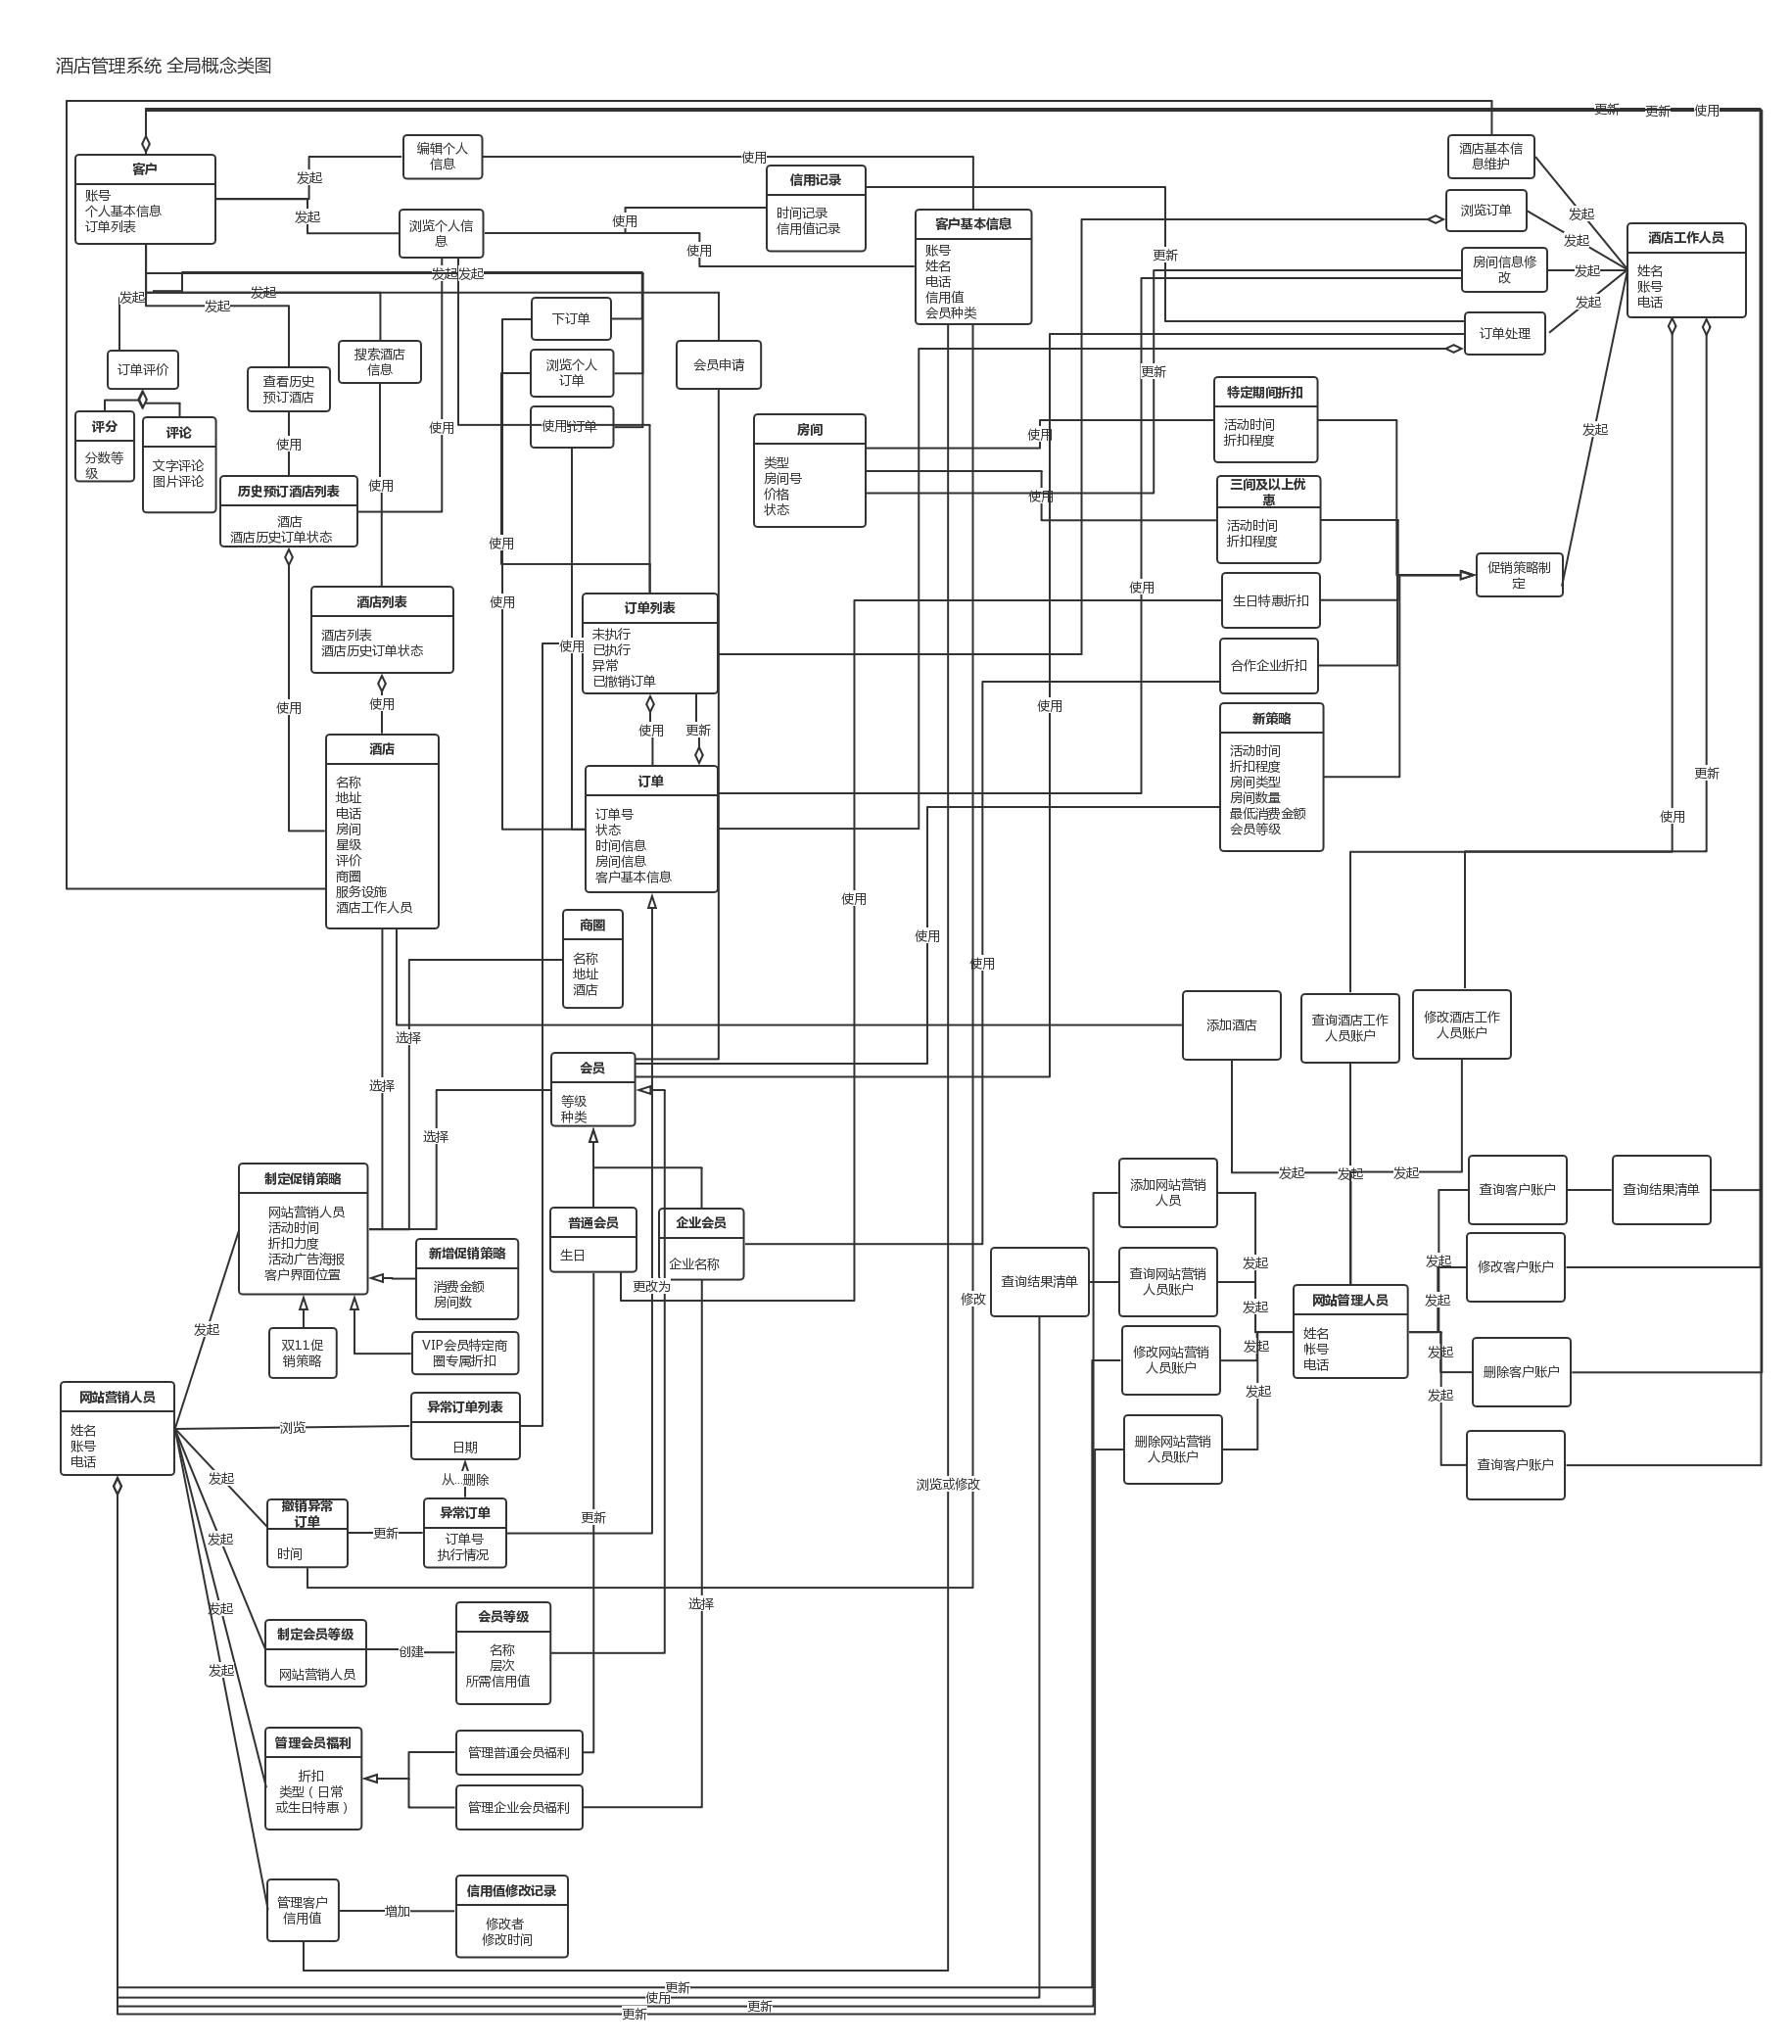 酒店管理系统 全局概念类图
更新
更新
使用
客户
账号
个人基本信息
订单列表
发起
发起
编辑个人
信息
浏览个人信
息
使用
使用
使用
信用记录
时间记录
信用值记录
客户基本信息
账号
姓名
电话
信用值
会员种类
更新
酒店基本信
息维护
浏览订单
房间信息修
改
订单处理
发起
发起
发起
发起
发起
酒店工作人员
姓名
账号
电话
发起
发起
发起
发起
发起
订单评价
查看历史
预订酒店
搜索酒店
信息
下订单
浏览个人
订单
使用
订单
会员申请
评分
分数等
级
评论
文字评论
图片评论
使用
使用
使用
历史预订酒店列表
酒店
酒店历史订单状态
房间
类型
房间号
价格
状态
使用
使用
更新
使用
特定期间折扣
活动时间
折扣程度
三间及以上优
惠
活动时间
折扣程度
生日特惠折扣
合作企业折扣
新策略
活动时间
折扣程度
房间类型
房间数量
最低消费金额
会员等级
促销策略制
定
使用
使用
使用
酒店列表
酒店列表
酒店历史订单状态
订单列表
未执行
已执行
异常
已撤销订单
使用
使用
使用
更新
使用
更新
使用
酒店
名称
地址
电话
房间
星级
评价
商圈
服务设施
酒店工作人员
订单
订单号
状态
时间信息
房间信息
客户基本信息
使用
使用
使用
商圈
名称
地址
酒店
选择
选择
选择
会员
等级
种类
添加酒店
查询酒店工作
人员账户
修改酒店工作
人员账户
发起
发起
发起
制定促销策略
网站营销人员
活动时间
折扣力度
活动广告海报
客户界面位置
新增促销策略
消费金额
房间数
双11促
销策略
VIP会员特定商
圈专属折扣
普通会员
生日
企业会员
企业名称
更改为
修改
查询结果清单
添加网站营销
人员
查询网站营销
人员账户
修改网站营销
人员账户
删除网站营销
人员账户
发起
发起
发起
发起
网站管理人员
姓名
帐号
电话
发起
发起
发起
发起
查询客户账户
查询结果清单
修改客户账户
删除客户账户
查询客户账户
发起
网站营销人员
姓名
账号
电话
浏览
异常订单列表
日期
从...删除
发起
撤销异常
订单
时间
更新
异常订单
订单号
执行情况
浏览或修改
更新
发起
发起
发起
制定会员等级
网站营销人员
创建
会员等级
名称
层次
所需信用值
选择
管理会员福利
折扣
类型（日常
或生日特惠）
管理普通会员福利
管理企业会员福利
管理客户
信用值
增加
信用值修改记录
修改者
修改时间
更新
使用
更新
更新